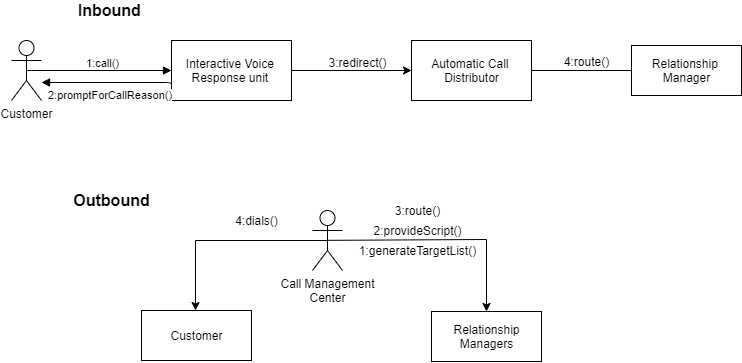 Inbound
1:call()
Interactive Voice
Response unit
3:redirect()
Automatic Call
Distributor
4:route()
Relationship
Manager
2:promptForCallReason()
Customer
Outbound
4:dials()
3:route()
2:provideScript()
1:generateTargetList()
Call Management
Center
Customer
Relationship
Managers